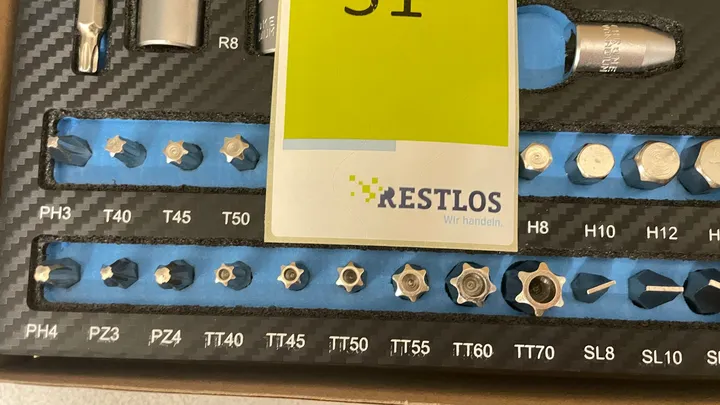 R8
RESTLOS
Wir handeln.
PH3 T40 T45 T50 H8 H10 H12
PH4 PZ3 PZ4 TT40 TT45 TT50 TT55 TT60 TT70 SL8 SL10